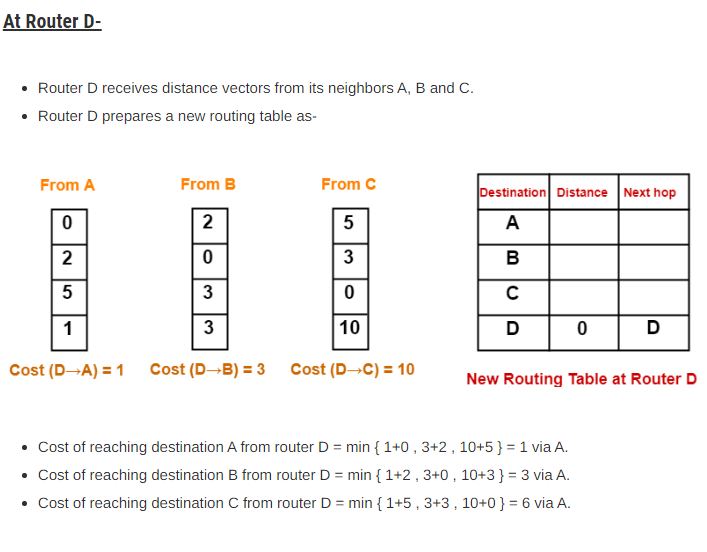 At Router D-
• Router D receives distance vectors from its neighbors A, B and C.
• Router D prepares a new routing table as-
From A From B From C
Destination Distance Next hop
0 2 5 A
2 0 3 B
5 3 0 C
1 3 10 D 0 D
Cost (D→A) = 1 Cost (D→B) = 3 Cost (D→C) = 10
New Routing Table at Router D
• Cost of reaching destination A from router D = min { 1+0 , 3+2 , 10+5 } = 1 via A.
• Cost of reaching destination B from router D = min { 1+2 , 3+0 , 10+3 } = 3 via A.
• Cost of reaching destination C from router D = min { 1+5 , 3+3 , 10+0 } = 6 via A.